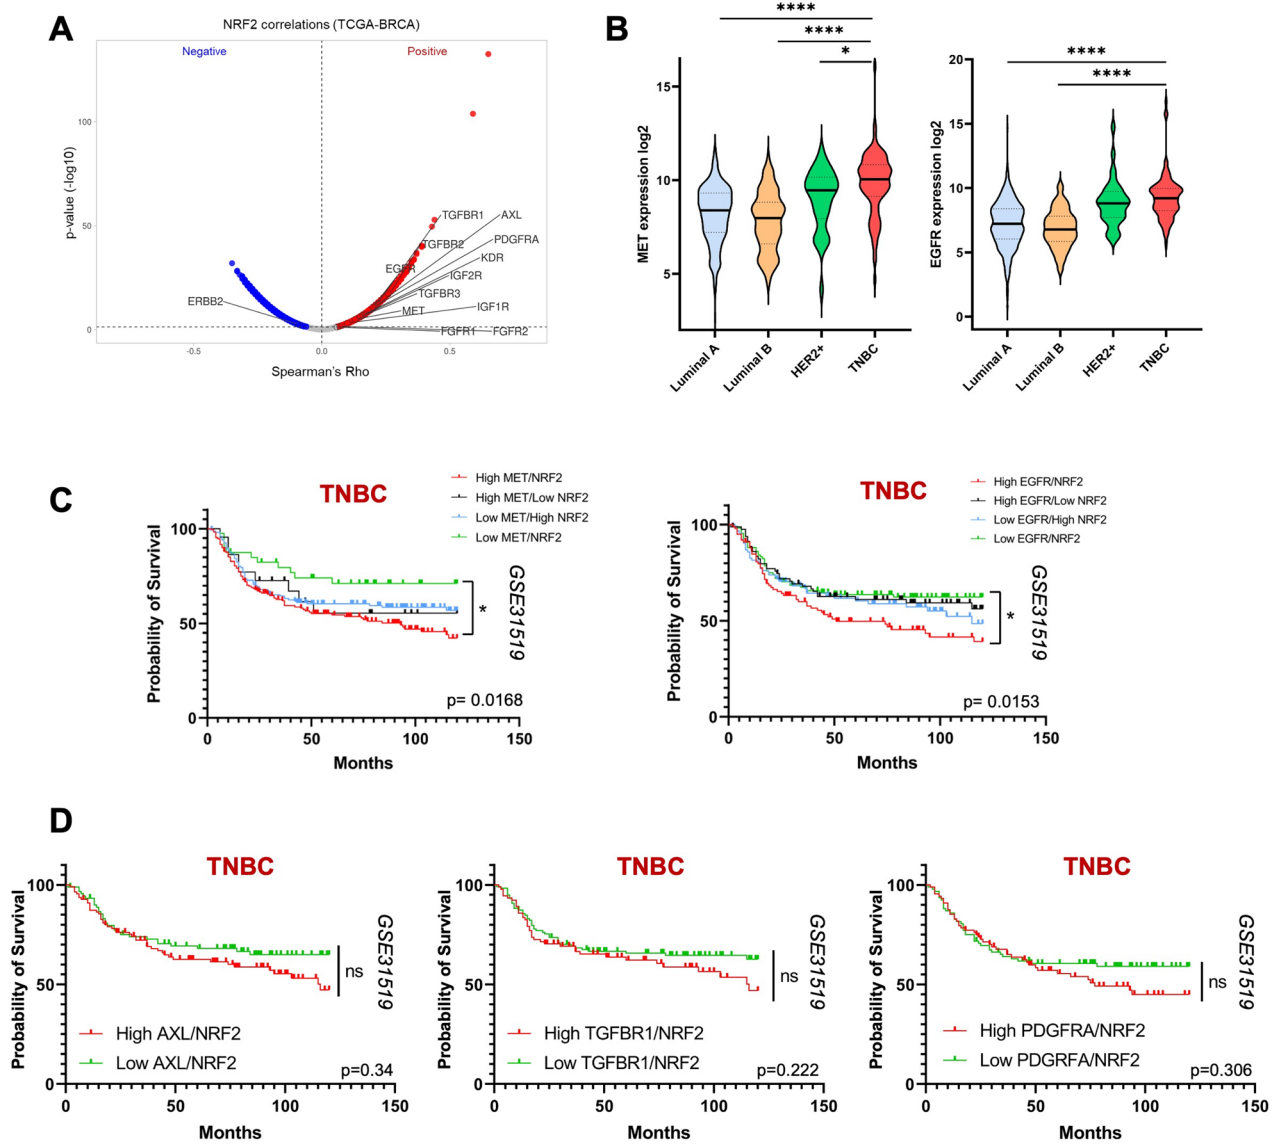 A
NRF2 correlations (TCGA-BRCA)
Negative
Positive
p-value (-log10)
100
50
0
TGFBR1
AXL
TGFBR2
PDGFRA
KDR
EGFR
IGF2R
TGFBR3
ERBB2
MET
IGF1R
FGFR1
FGFR2
-0.5
0.0
0.5
Spearman's Rho
B
****
****
*
MET expression log2
15
10
5
Luminal A
Luminal B
HER2+
TNBC
****
****
EGFR expression log2
20
15
10
5
0
Luminal A
Luminal B
HER2+
TNBC
C
TNBC
High MET/NRF2
High MET/Low NRF2
Low MET/High NRF2
Low MET/NRF2
Probability of Survival
100
50
0
*
GSE31519
p= 0.0168
0
50
100
150
Months
TNBC
High EGFR/NRF2
High EGFR/Low NRF2
Low EGFR/High NRF2
Low EGFR/NRF2
Probability of Survival
100
50
0
*
GSE31519
p= 0.0153
0
50
100
150
Months
D
TNBC
Probability of Survival
100
50
0
ns
GSE31519
High AXL/NRF2
Low AXL/NRF2
p=0.34
0
50
100
150
Months
TNBC
Probability of Survival
100
50
0
ns
GSE31519
High TGFBR1/NRF2
Low TGFBR1/NRF2
p=0.222
0
50
100
150
Months
TNBC
Probability of Survival
100
50
0
ns
GSE31519
High PDGFRA/NRF2
Low PDGRFA/NRF2
p=0.306
0
50
100
150
Months